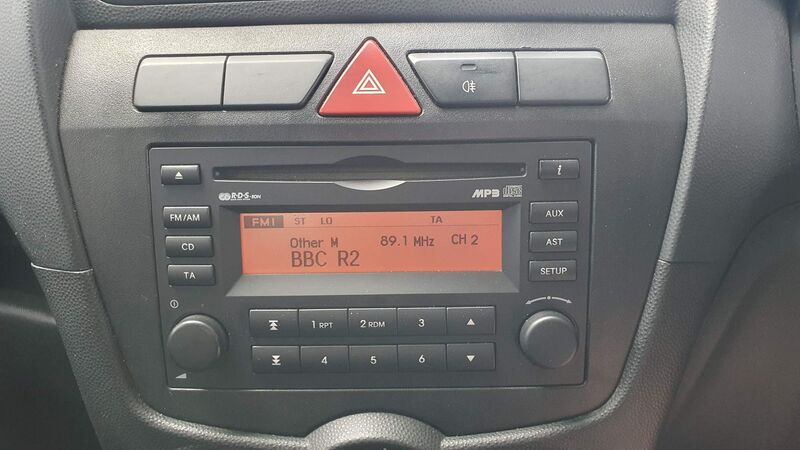 R·D·S-EON
MP3
i
FM/AM
CD
TA
FM1 ST LO TA
Other M 89.1 MHz CH 2
BBC R2
AUX
AST
SETUP
1 RPT 2 RDM 3
4 5 6